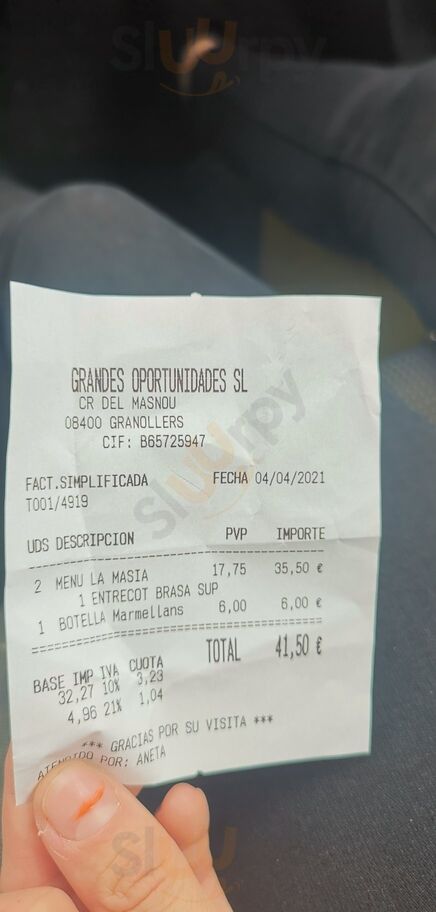 Sluurpy
GRANDES OPORTUNIDADES SL
CR DEL MASNOU
08400 GRANOLLERS
CIF: B65725947
FACT.SIMPLIFICADA FECHA 04/04/2021
T001/4919
Sluurpy
UDS DESCRIPCION PVP IMPORTE
2 MENU LA MASIA 17,75 35,50 €
1 ENTRECOT BRASA SUP
1 BOTELLA Marmellans 6,00 6,00 €
TOTAL 41,50 €
BASE IMP IVA CUOTA
32,27 10% 3,23
4,96 21% 1,04
*** GRACIAS POR SU VISITA ***
ATENDIDO POR: ANETA
Sluurpy